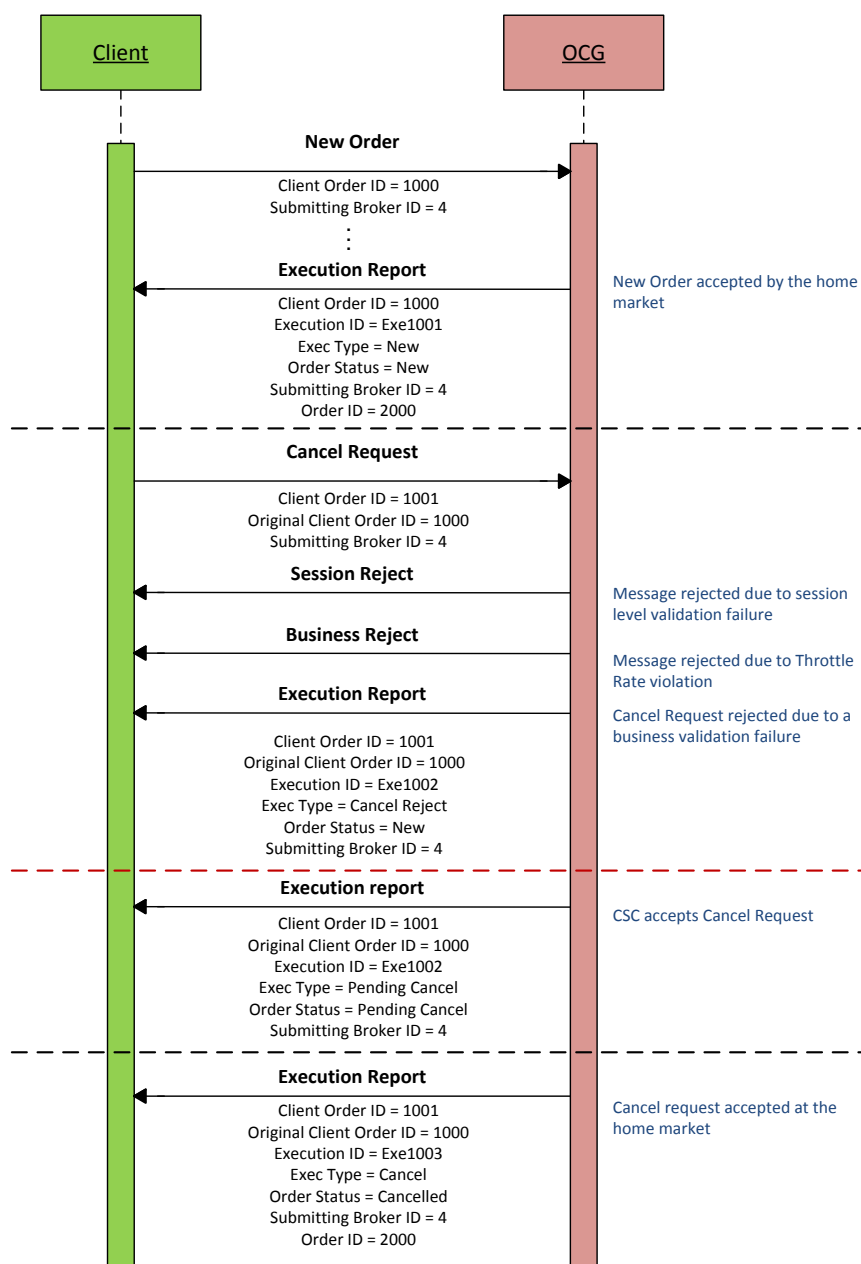 Client
OCG
New Order
Client Order ID = 1000
Submitting Broker ID = 4
Execution Report
New Order accepted by the home
market
Client Order ID = 1000
Execution ID = Exe1001
Exec Type = New
Order Status = New
Submitting Broker ID = 4
Order ID = 2000
Cancel Request
Client Order ID = 1001
Original Client Order ID = 1000
Submitting Broker ID = 4
Session Reject
Message rejected due to session
level validation failure
Business Reject
Message rejected due to Throttle
Rate violation
Execution Report
Cancel Request rejected due to a
business validation failure
Client Order ID = 1001
Original Client Order ID = 1000
Execution ID = Exe1002
Exec Type = Cancel Reject
Order Status = New
Submitting Broker ID = 4
Execution report
CSC accepts Cancel Request
Client Order ID = 1001
Original Client Order ID = 1000
Execution ID = Exe1002
Exec Type = Pending Cancel
Order Status = Pending Cancel
Submitting Broker ID = 4
Execution Report
Cancel request accepted at the
home market
Client Order ID = 1001
Original Client Order ID = 1000
Execution ID = Exe1003
Exec Type = Cancel
Order Status = Cancelled
Submitting Broker ID = 4
Order ID = 2000